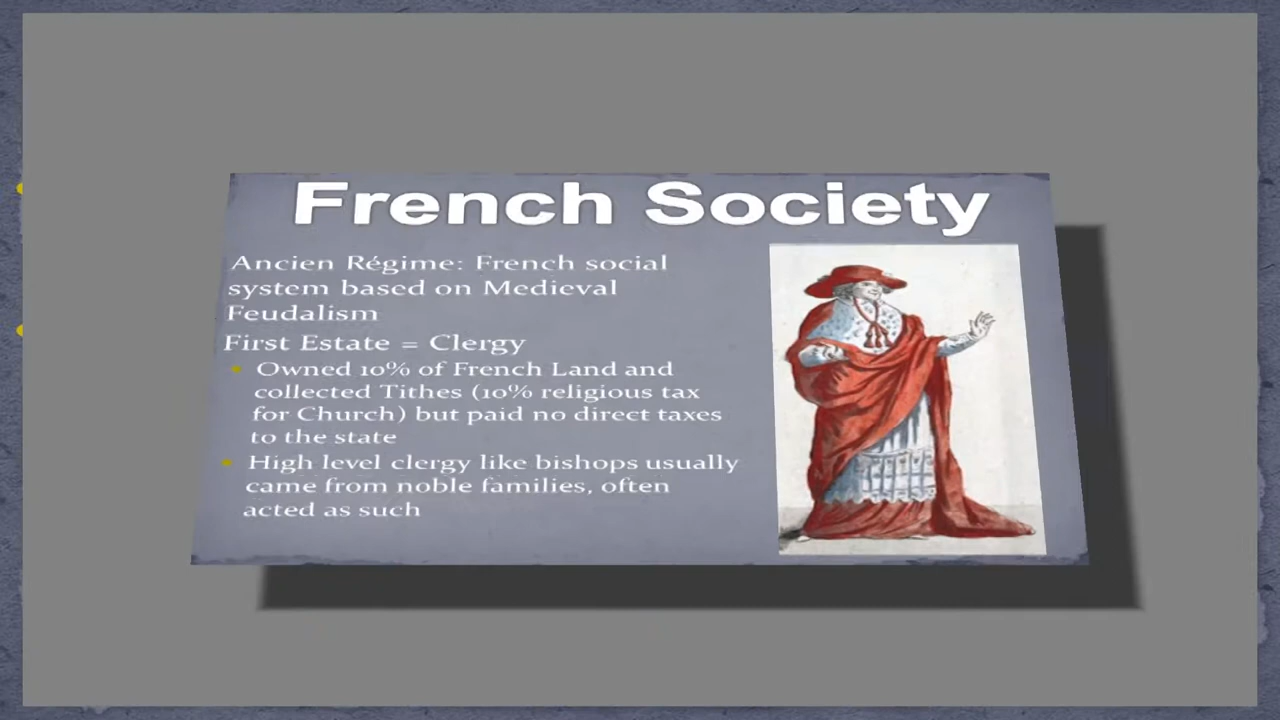 French Society
Ancien Régime: French social
system based on Medieval
Feudalism
First Estate = Clergy
Owned 10% of French Land and
collected Tithes (10% religious tax
for Church) but paid no direct taxes
to the state
High level clergy like bishops usually
came from noble families, often
acted as such